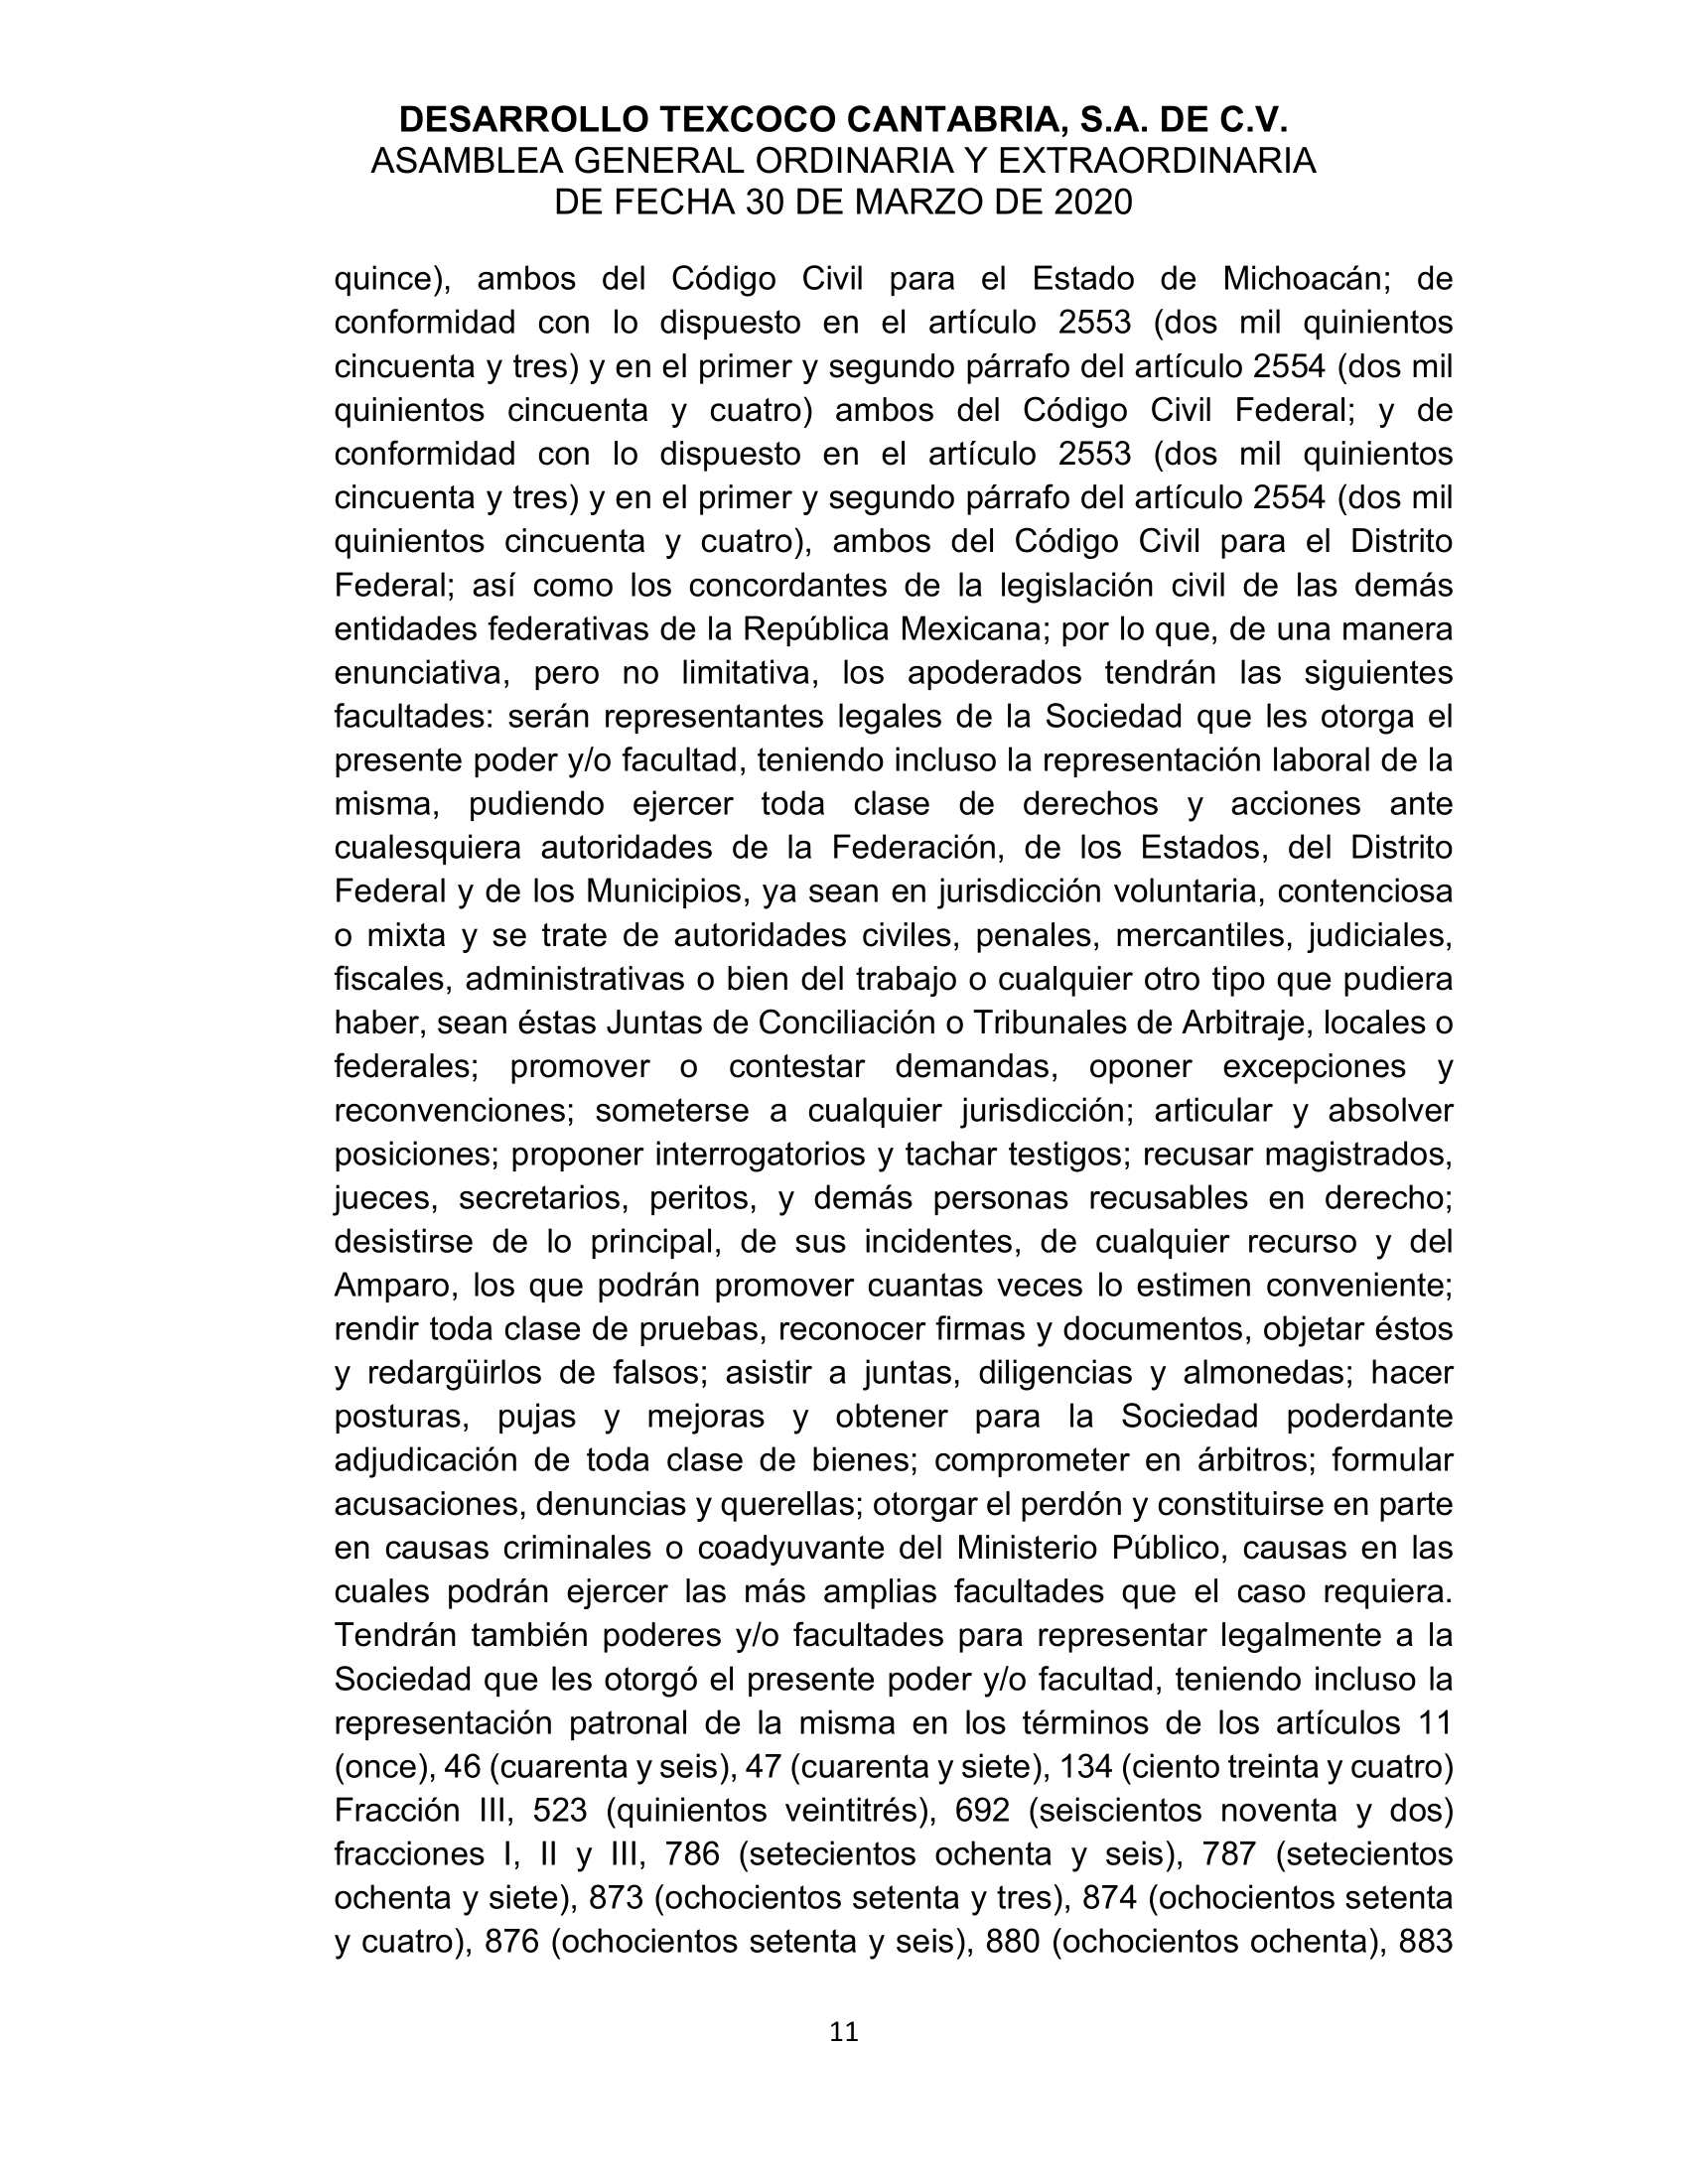 DESARROLLO TEXCOCO CANTABRIA, S.A. DE C.V.
ASAMBLEA GENERAL ORDINARIA Y EXTRAORDINARIA
DE FECHA 30 DE MARZO DE 2020
quince), ambos del Código Civil para el Estado de Michoacán; de
conformidad con lo dispuesto en el artículo 2553 (dos mil quinientos
cincuenta y tres) y en el primer y segundo párrafo del artículo 2554 (dos mil
quinientos cincuenta y cuatro) ambos del Código Civil Federal; y de
conformidad con lo dispuesto en el artículo 2553 (dos mil quinientos
cincuenta y tres) y en el primer y segundo párrafo del artículo 2554 (dos mil
quinientos cincuenta y cuatro), ambos del Código Civil para el Distrito
Federal; así como los concordantes de la legislación civil de las demás
entidades federativas de la República Mexicana; por lo que, de una manera
enunciativa, pero no limitativa, los apoderados tendrán las siguientes
facultades: serán representantes legales de la Sociedad que les otorga el
presente poder y/o facultad, teniendo incluso la representación laboral de la
misma, pudiendo ejercer toda clase de derechos y acciones ante
cualesquiera autoridades de la Federación, de los Estados, del Distrito
Federal y de los Municipios, ya sean en jurisdicción voluntaria, contenciosa
o mixta y se trate de autoridades civiles, penales, mercantiles, judiciales,
fiscales, administrativas o bien del trabajo o cualquier otro tipo que pudiera
haber, sean éstas Juntas de Conciliación o Tribunales de Arbitraje, locales o
federales; promover o contestar demandas, oponer excepciones y
reconvenciones; someterse a cualquier jurisdicción; articular y absolver
posiciones; proponer interrogatorios y tachar testigos; recusar magistrados,
jueces, secretarios, peritos, y demás personas recusables en derecho;
desistirse de lo principal, de sus incidentes, de cualquier recurso y del
Amparo, los que podrán promover cuantas veces lo estimen conveniente;
rendir toda clase de pruebas, reconocer firmas y documentos, objetar éstos
y redargüirlos de falsos; asistir a juntas, diligencias y almonedas; hacer
posturas, pujas y mejoras y obtener para la Sociedad poderdante
adjudicación de toda clase de bienes; comprometer en árbitros; formular
acusaciones, denuncias y querellas; otorgar el perdón y constituirse en parte
en causas criminales o coadyuvante del Ministerio Público, causas en las
cuales podrán ejercer las más amplias facultades que el caso requiera.
Tendrán también poderes y/o facultades para representar legalmente a la
Sociedad que les otorgó el presente poder y/o facultad, teniendo incluso la
representación patronal de la misma en los términos de los artículos 11
(once), 46 (cuarenta y seis), 47 (cuarenta y siete), 134 (ciento treinta y cuatro)
Fracción III, 523 (quinientos veintitrés), 692 (seiscientos noventa y dos)
fracciones I, II y III, 786 (setecientos ochenta y seis), 787 (setecientos
ochenta y siete), 873 (ochocientos setenta y tres), 874 (ochocientos setenta
y cuatro), 876 (ochocientos setenta y seis), 880 (ochocientos ochenta), 883
11